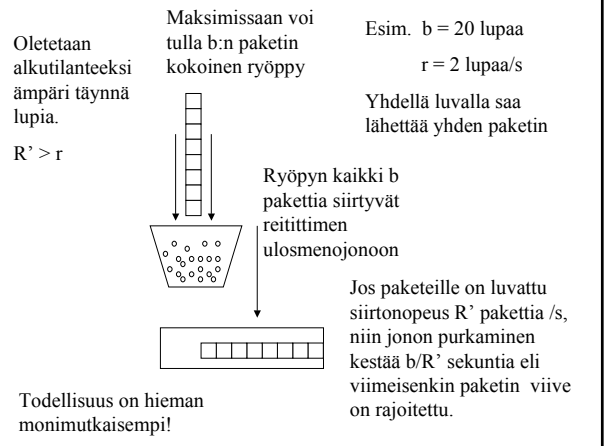 Oletetaan
alkutilanteeksi
ämpäri täynnä
lupia.
R’ > r
Maksimissaan voi
tulla b:n paketin
kokoinen ryöppy
Esim.  b = 20 lupaa
r = 2 lupaa/s
Yhdellä luvalla saa
lähettää yhden paketin
Ryöpyn kaikki b
pakettia siirtyvät
reitittimen
ulosmenojonoon
Jos paketeille on luvattu
siirtonopeus R’ pakettia /s,
niin jonon purkaminen
kestää b/R’ sekuntia eli
viimeisenkin paketin  viive
on rajoitettu.
Todellisuus on hieman
monimutkaisempi!